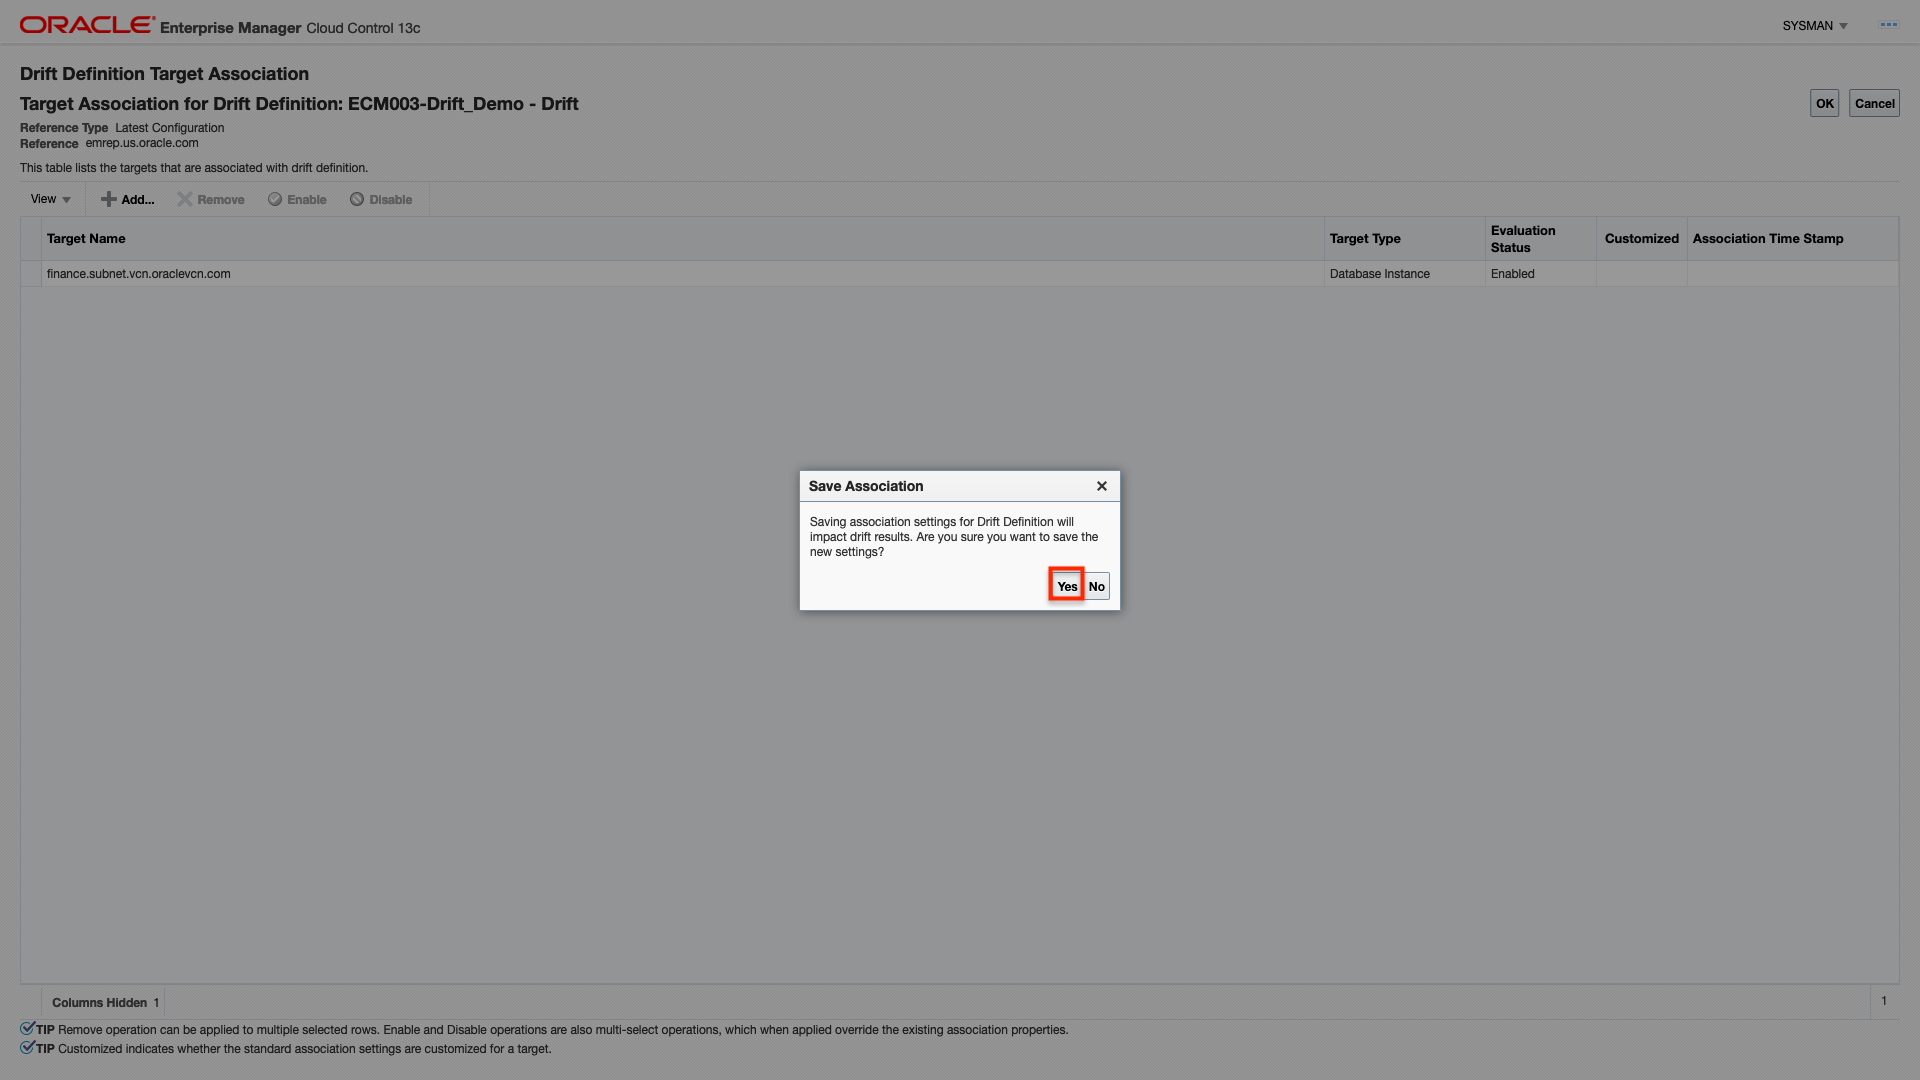 ORACLE® Enterprise Manager Cloud Control 13c
SYSMAN
Drift Definition Target Association
Target Association for Drift Definition: ECM003-Drift_Demo - Drift
OK Cancel
Reference Type Latest Configuration
Reference emrep.us.oracle.com
This table lists the targets that are associated with drift definition.
View Add... Remove Enable Disable
Target Name Target Type Evaluation Status Customized Association Time Stamp
finance.subnet.vcn.oraclevcn.com Database Instance Enabled
Save Association
Saving association settings for Drift Definition will
impact drift results. Are you sure you want to save the
new settings?
Yes No
Columns Hidden 1
1
TIP Remove operation can be applied to multiple selected rows. Enable and Disable operations are also multi-select operations, which when applied override the existing association properties.
TIP Customized indicates whether the standard association settings are customized for a target.